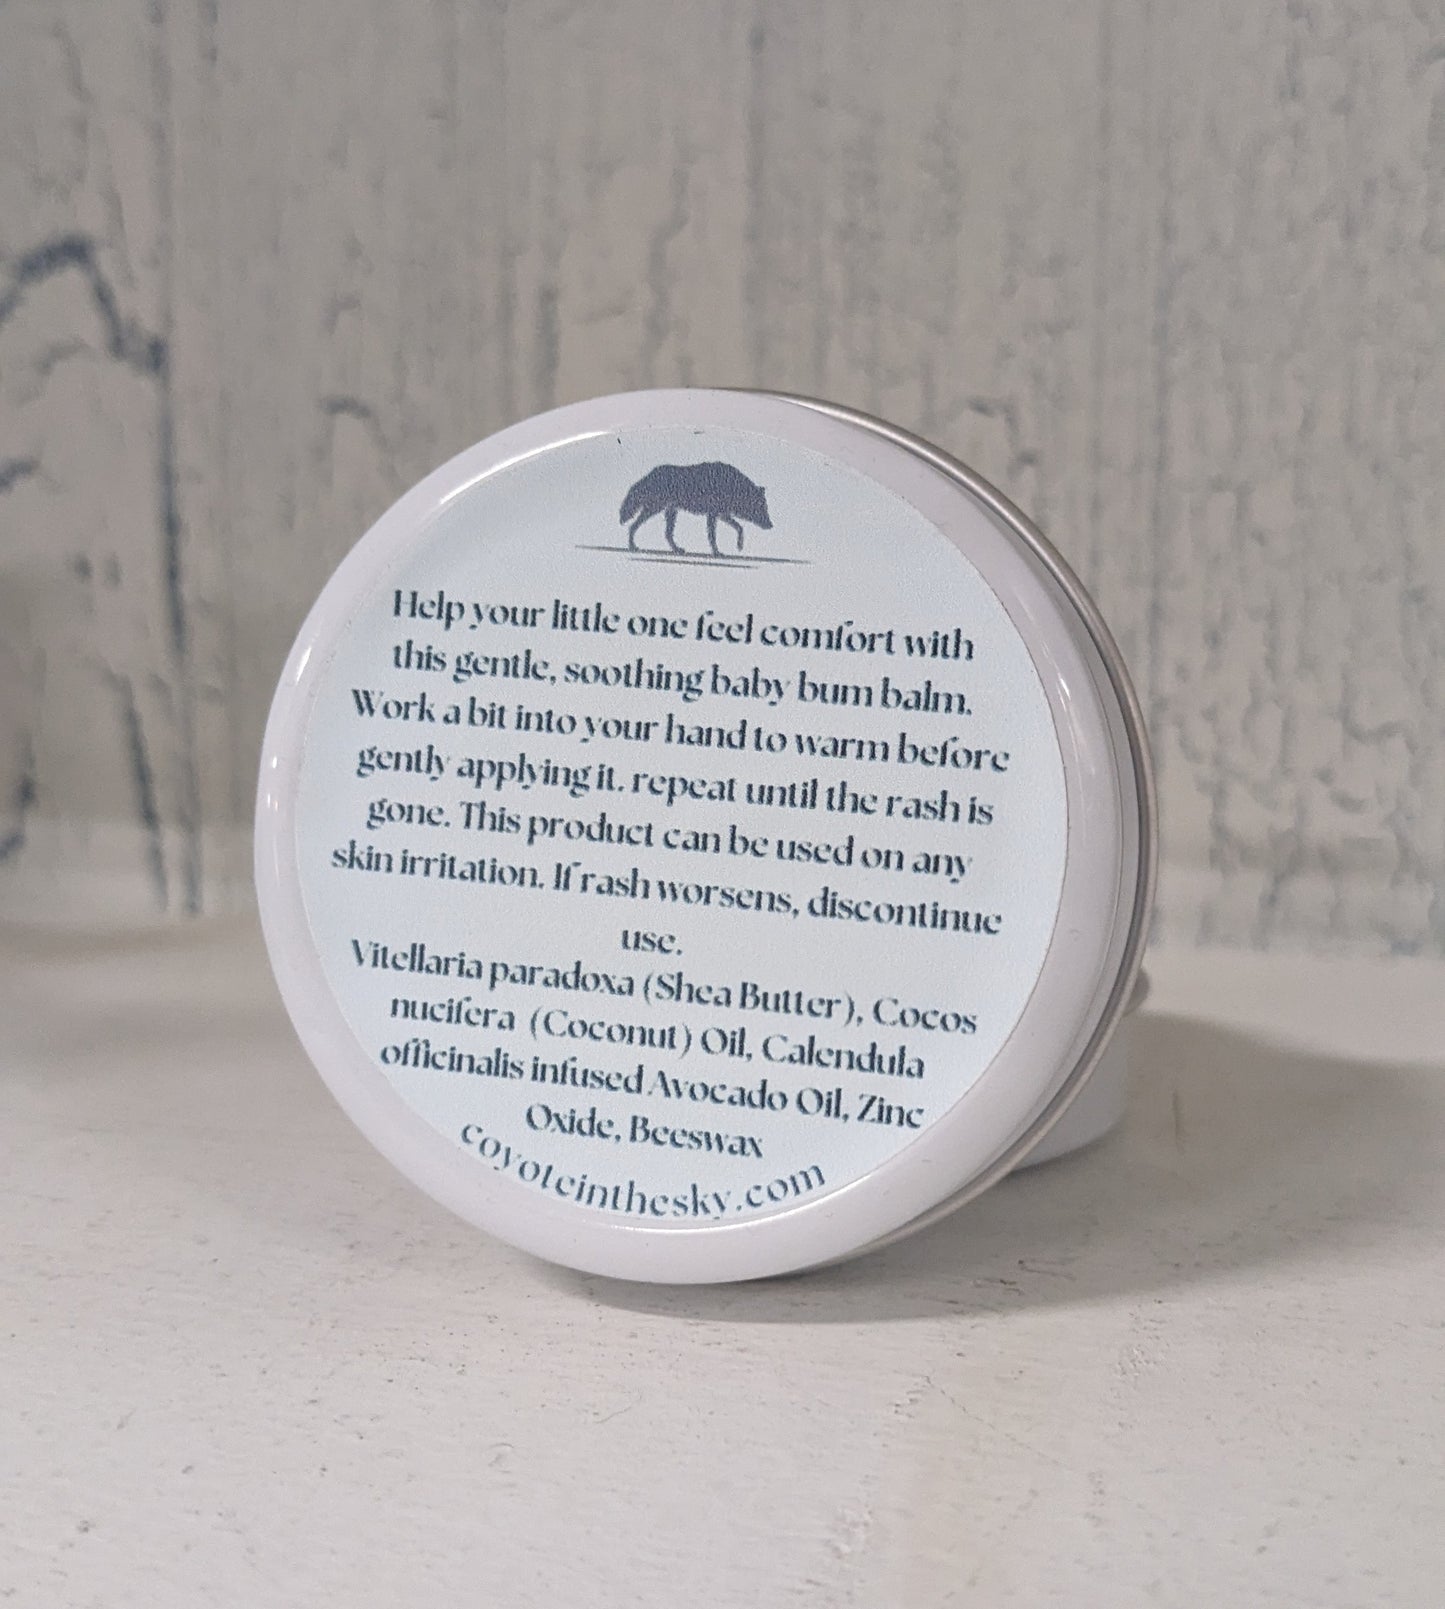 Help your little one feel comfort with
this gentle, soothing baby bum balm.
Work a bit into your hand to warm before
gently applying it. repeat until the rash is
gone. This product can be used on any
skin irritation. If rash worsens, discontinue
use.
Vitellaria paradoxa (Shea Butter), Cocos
nucifera (Coconut) Oil, Calendula
officinalis infused Avocado Oil, Zinc
Oxide, Beeswax
coyoteinthesky.com